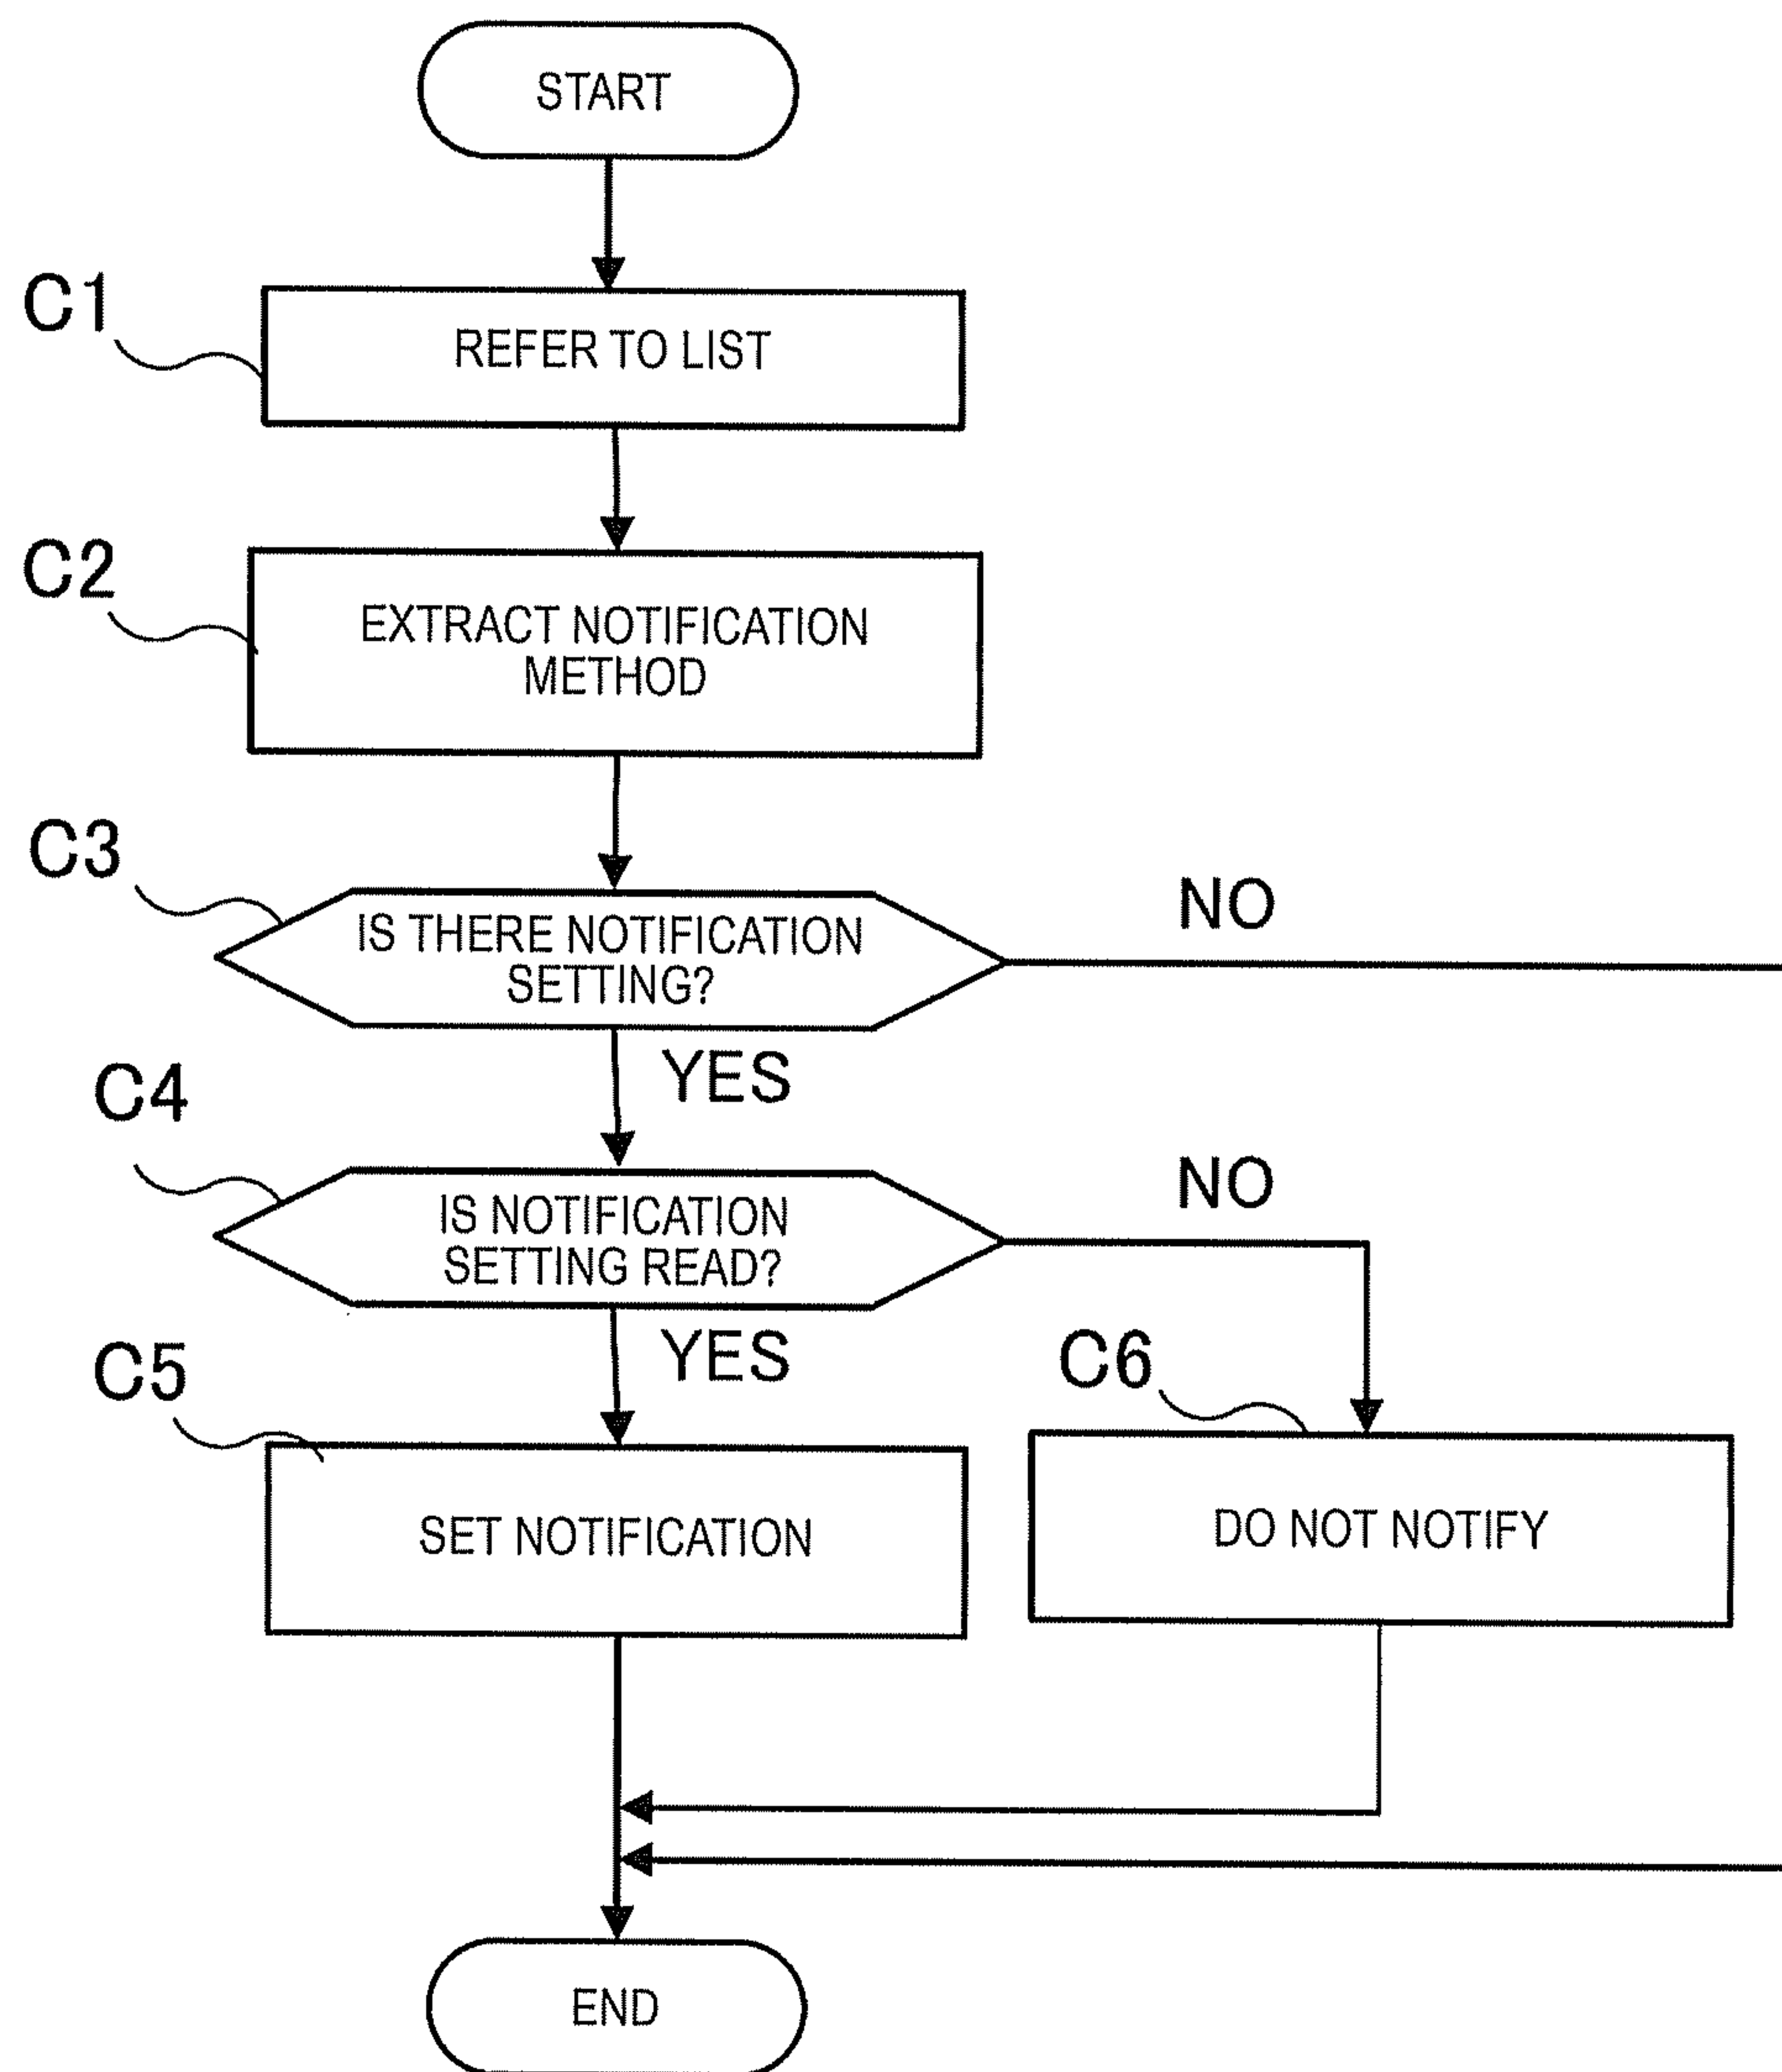 START
C1
REFER TO LIST
C2
EXTRACT NOTIFICATION
METHOD
C3
IS THERE NOTIFICATION
SETTING?
NO
YES
C4
IS NOTIFICATION
SETTING READ?
NO
YES
C5
SET NOTIFICATION
C6
DO NOT NOTIFY
END